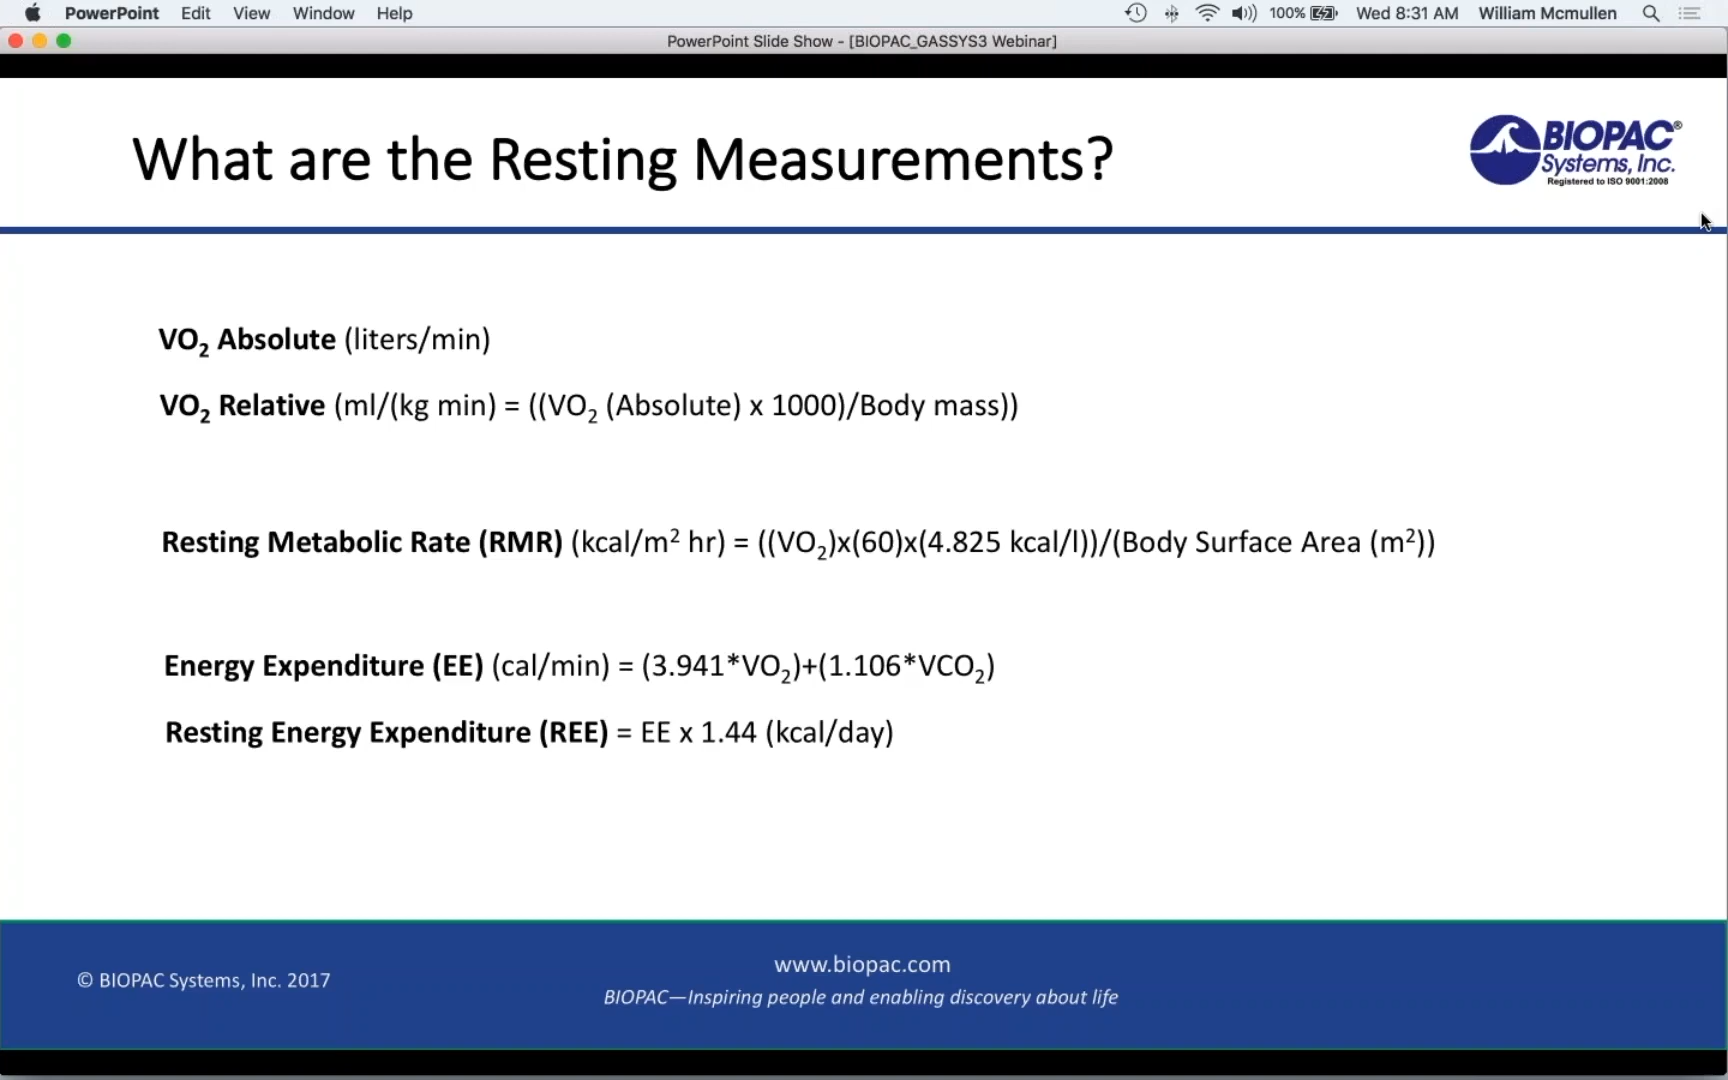 PowerPoint Edit View Window Help 100% Wed 8:31 AM William Mcmullen
PowerPoint Slide Show - [BIOPAC_GASSYS3 Webinar]
What are the Resting Measurements?
BIOPAC®
Systems, Inc.
Registered to ISO 9001:2008
VO₂ Absolute (liters/min)
VO₂ Relative (ml/(kg min) = ((VO₂ (Absolute) x 1000)/Body mass))
Resting Metabolic Rate (RMR) (kcal/m² hr) = ((VO₂)x(60)x(4.825 kcal/l))/(Body Surface Area (m²))
Energy Expenditure (EE) (cal/min) = (3.941*VO₂)+(1.106*VCO₂)
Resting Energy Expenditure (REE) = EE x 1.44 (kcal/day)
© BIOPAC Systems, Inc. 2017
www.biopac.com
BIOPAC—Inspiring people and enabling discovery about life